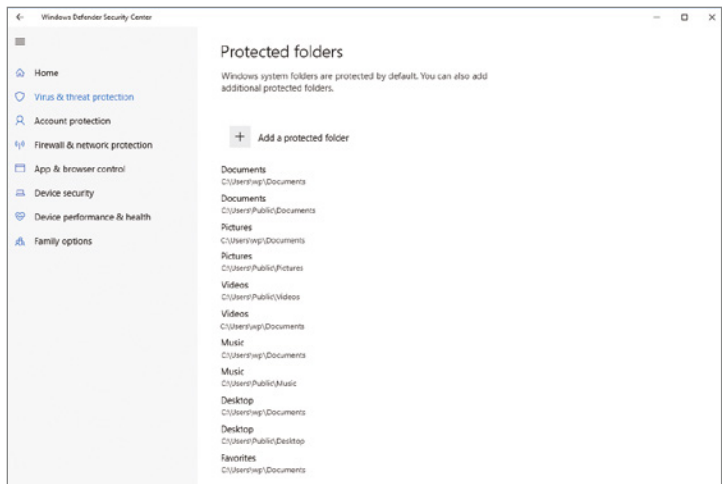 Windows Defender Security Center
Home
Virus & threat protection
Account protection
Firewall & network protection
App & browser control
Device security
Device performance & health
Family options
Protected folders
Windows system folders are protected by default. You can also add
additional protected folders.
Add a protected folder
Documents
C:\Users\wp\Documents
Documents
C:\Users\Public\Documents
Pictures
C:\Users\wp\Documents
Pictures
C:\Users\Public\Pictures
Videos
C:\Users\Public\Videos
Videos
C:\Users\wp\Documents
Music
C:\Users\wp\Documents
Music
C:\Users\Public\Music
Desktop
C:\Users\wp\Documents
Desktop
C:\Users\Public\Desktop
Favorites
C:\Users\wp\Documents